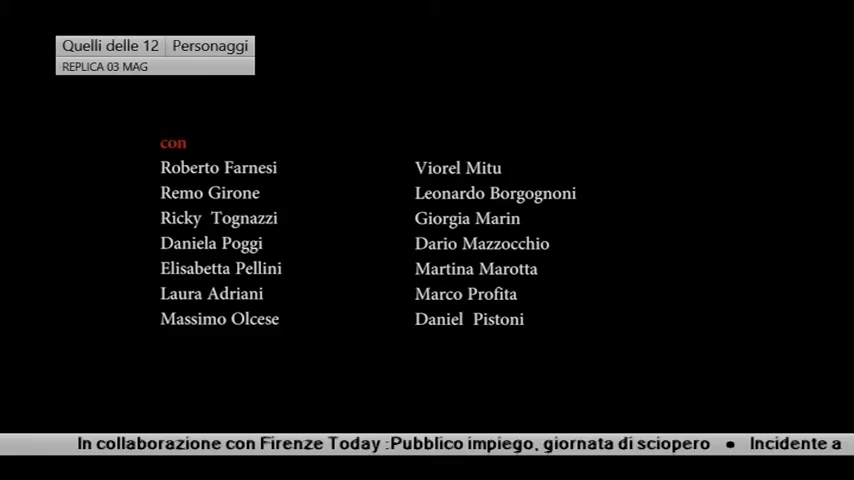 Quelli delle 12 Personaggi
REPLICA 03 MAG
con
Roberto Farnesi
Remo Girone
Ricky Tognazzi
Daniela Poggi
Elisabetta Pellini
Laura Adriani
Massimo Olcese
Viorel Mitu
Leonardo Borgognoni
Giorgia Marin
Dario Mazzocchio
Martina Marotta
Marco Profita
Daniel Pistoni
In collaborazione con Firenze Today :Pubblico impiego, giornata di sciopero • Incidente a